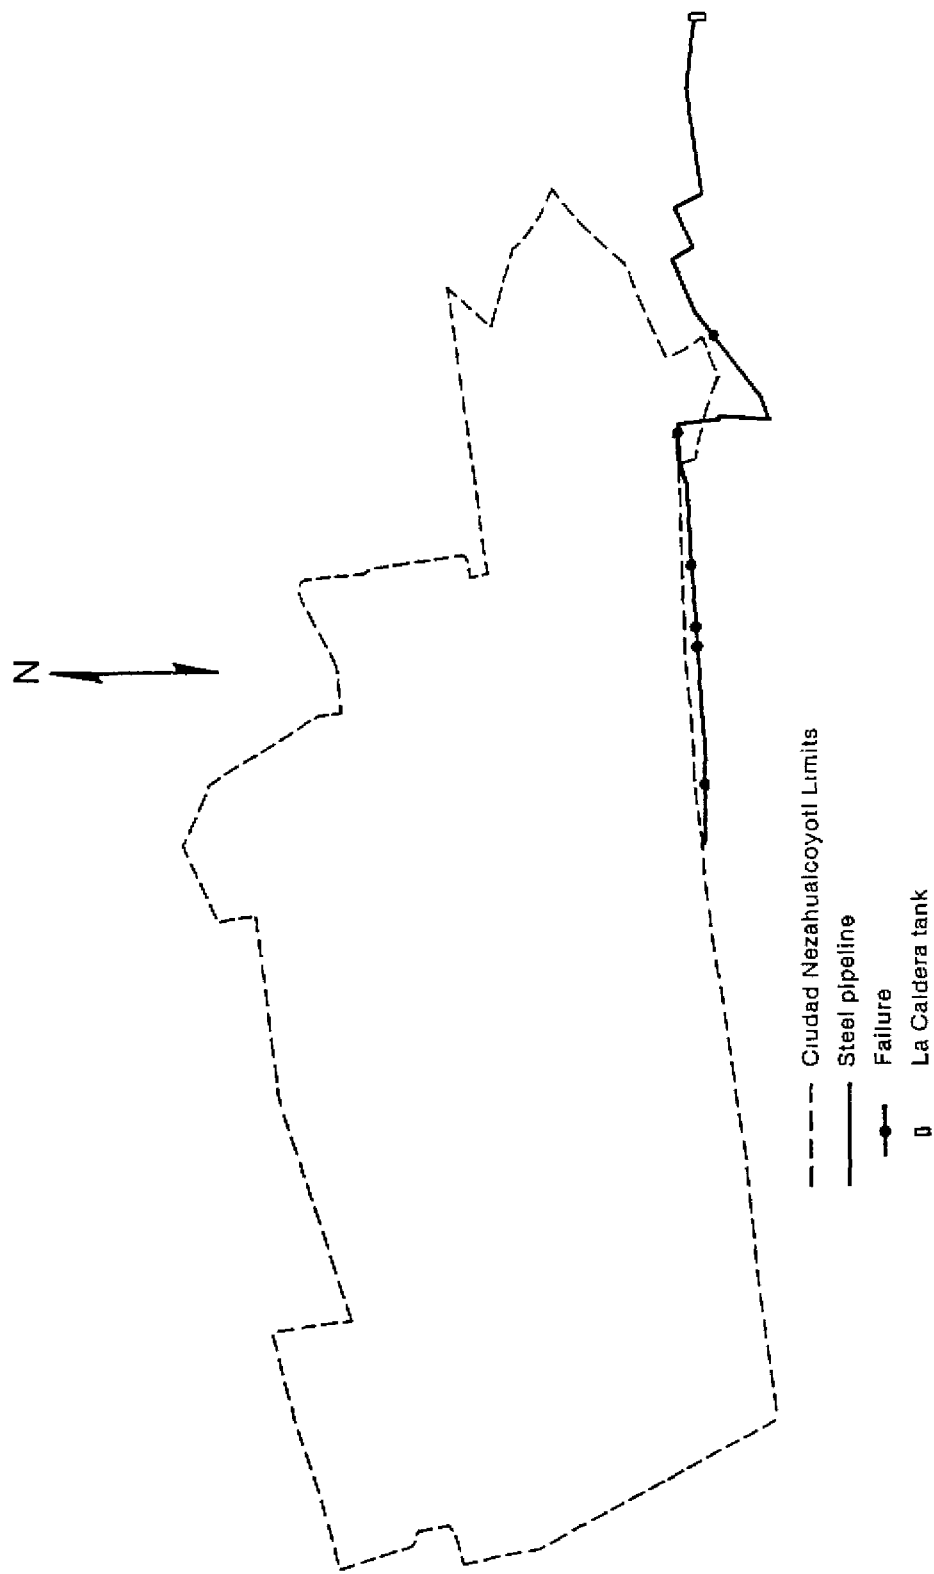 N
Ciudad Nezahualcoyotl Limits
Steel pipeline
Failure
La Caldera tank